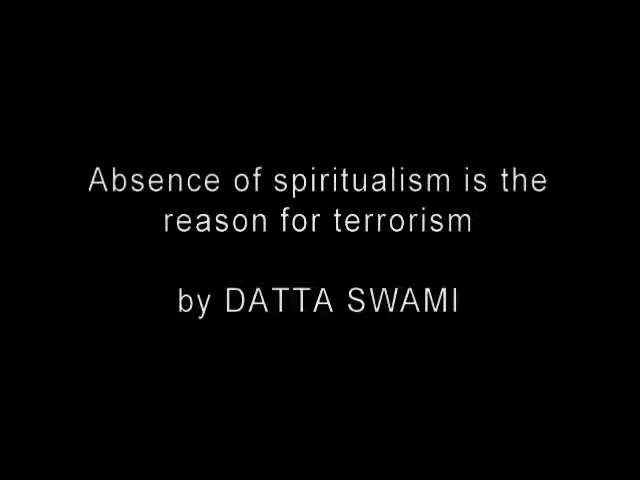 Absence of spiritualism is the
reason for terrorism
by DATTA SWAMI